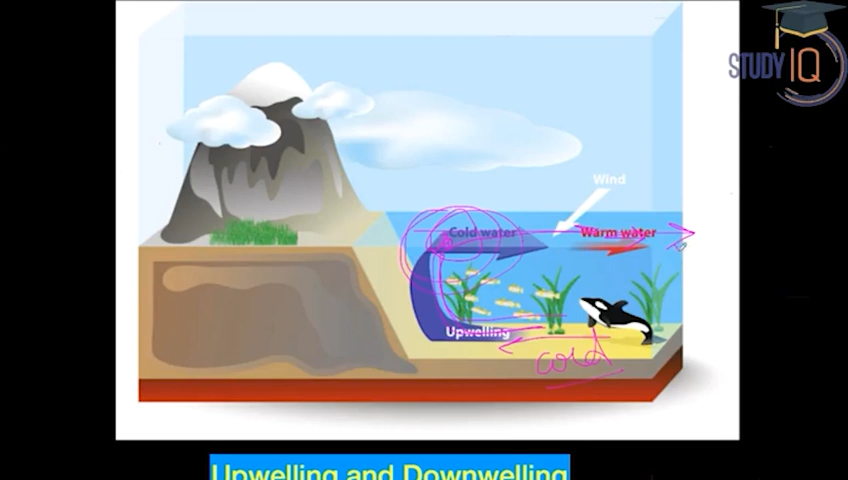 STUDY IQ
Wind
Cold water
Warm water
Upwelling
cold
Upwelling and Downwelling